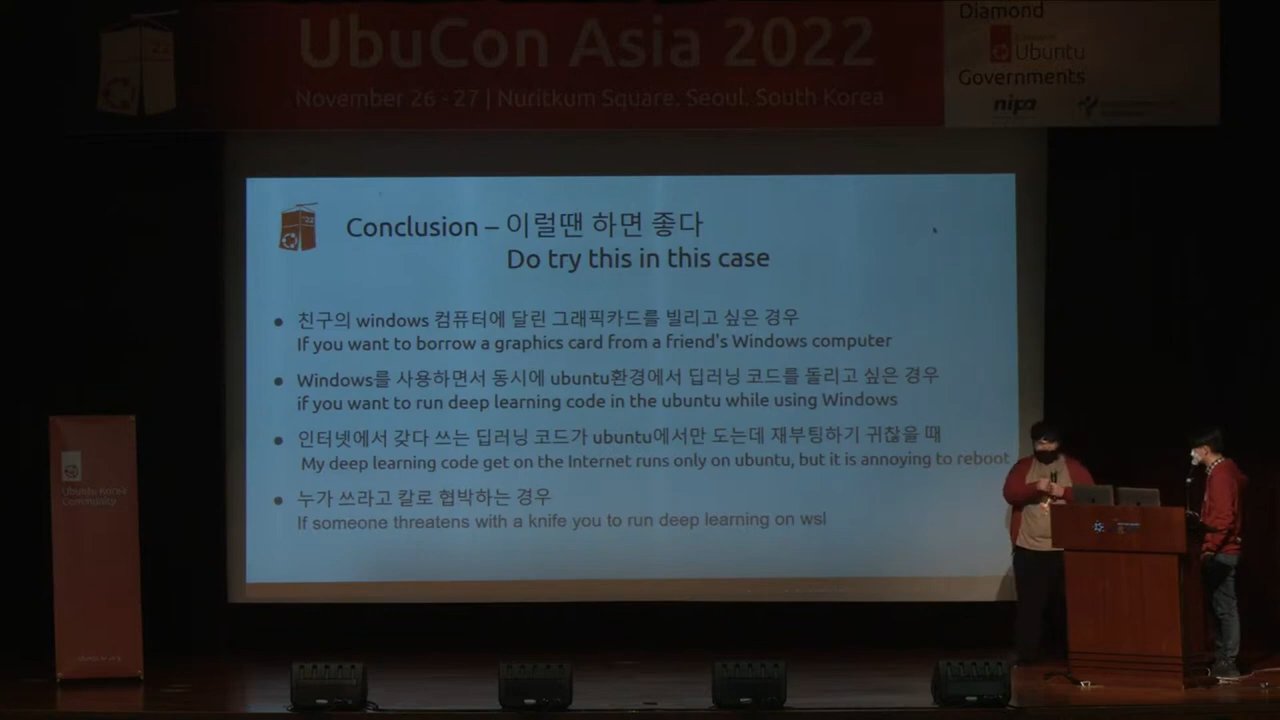 UbuCon Asia 2022
November 26 - 27 | Nuritkum Square, Seoul, South Korea
Diamond
Ubuntu
Governments
nipa
Conclusion – 이럴땐 하면 좋다
Do try this in this case
친구의 windows 컴퓨터에 달린 그래픽카드를 빌리고 싶은 경우
If you want to borrow a graphics card from a friend's Windows computer
Windows를 사용하면서 동시에 ubuntu환경에서 딥러닝 코드를 돌리고 싶은 경우
if you want to run deep learning code in the ubuntu while using Windows
인터넷에서 갖다 쓰는 딥러닝 코드가 ubuntu에서만 도는데 재부팅하기 귀찮을 때
My deep learning code get on the Internet runs only on ubuntu, but it is annoying to reboot
누가 쓰라고 칼로 협박하는 경우
If someone threatens with a knife you to run deep learning on wsl
Ubuntu Korea
Community